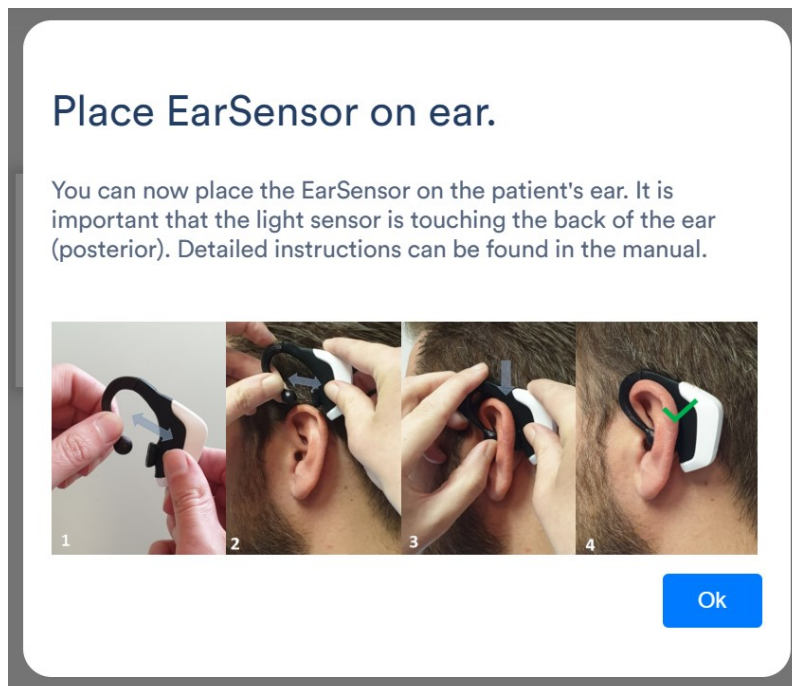 Place EarSensor on ear.
You can now place the EarSensor on the patient's ear. It is
important that the light sensor is touching the back of the ear
(posterior). Detailed instructions can be found in the manual.
1 2 3 4
Ok